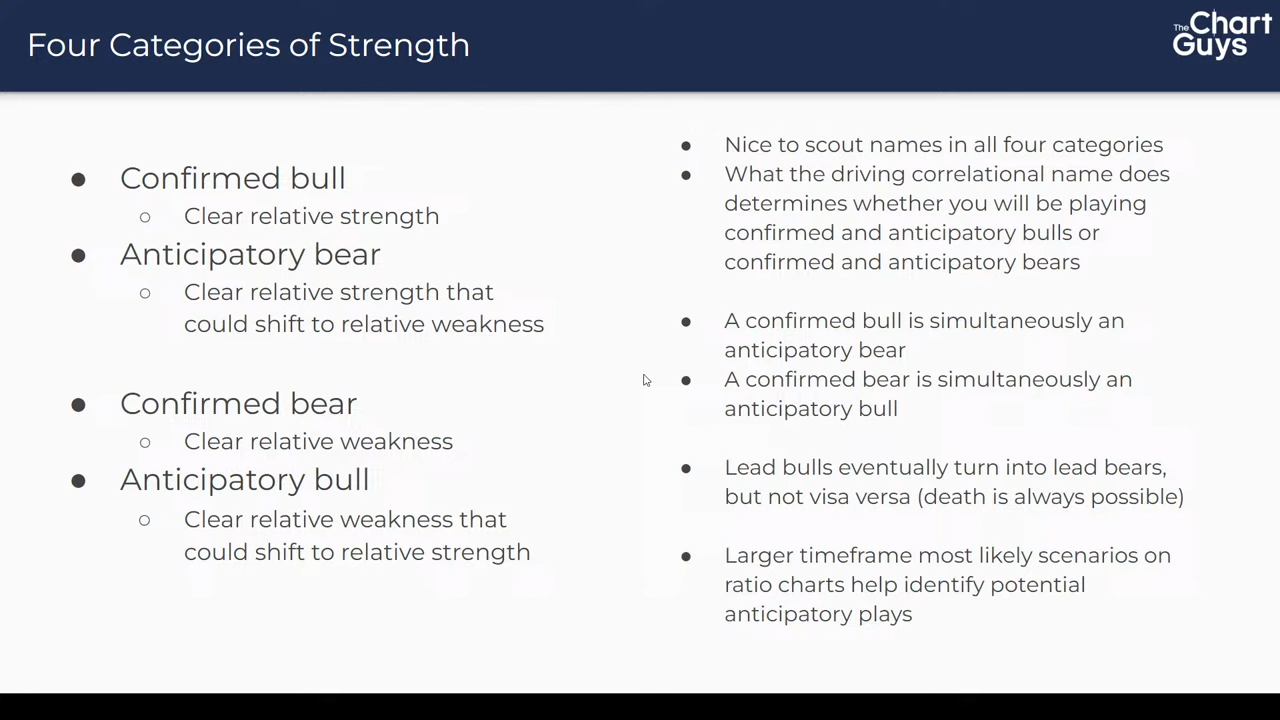 Four Categories of Strength
The Chart
Guys
Confirmed bull
Clear relative strength
Anticipatory bear
Clear relative strength that
could shift to relative weakness
Confirmed bear
Clear relative weakness
Anticipatory bull
Clear relative weakness that
could shift to relative strength
Nice to scout names in all four categories
What the driving correlational name does
determines whether you will be playing
confirmed and anticipatory bulls or
confirmed and anticipatory bears
A confirmed bull is simultaneously an
anticipatory bear
A confirmed bear is simultaneously an
anticipatory bull
Lead bulls eventually turn into lead bears,
but not visa versa (death is always possible)
Larger timeframe most likely scenarios on
ratio charts help identify potential
anticipatory plays